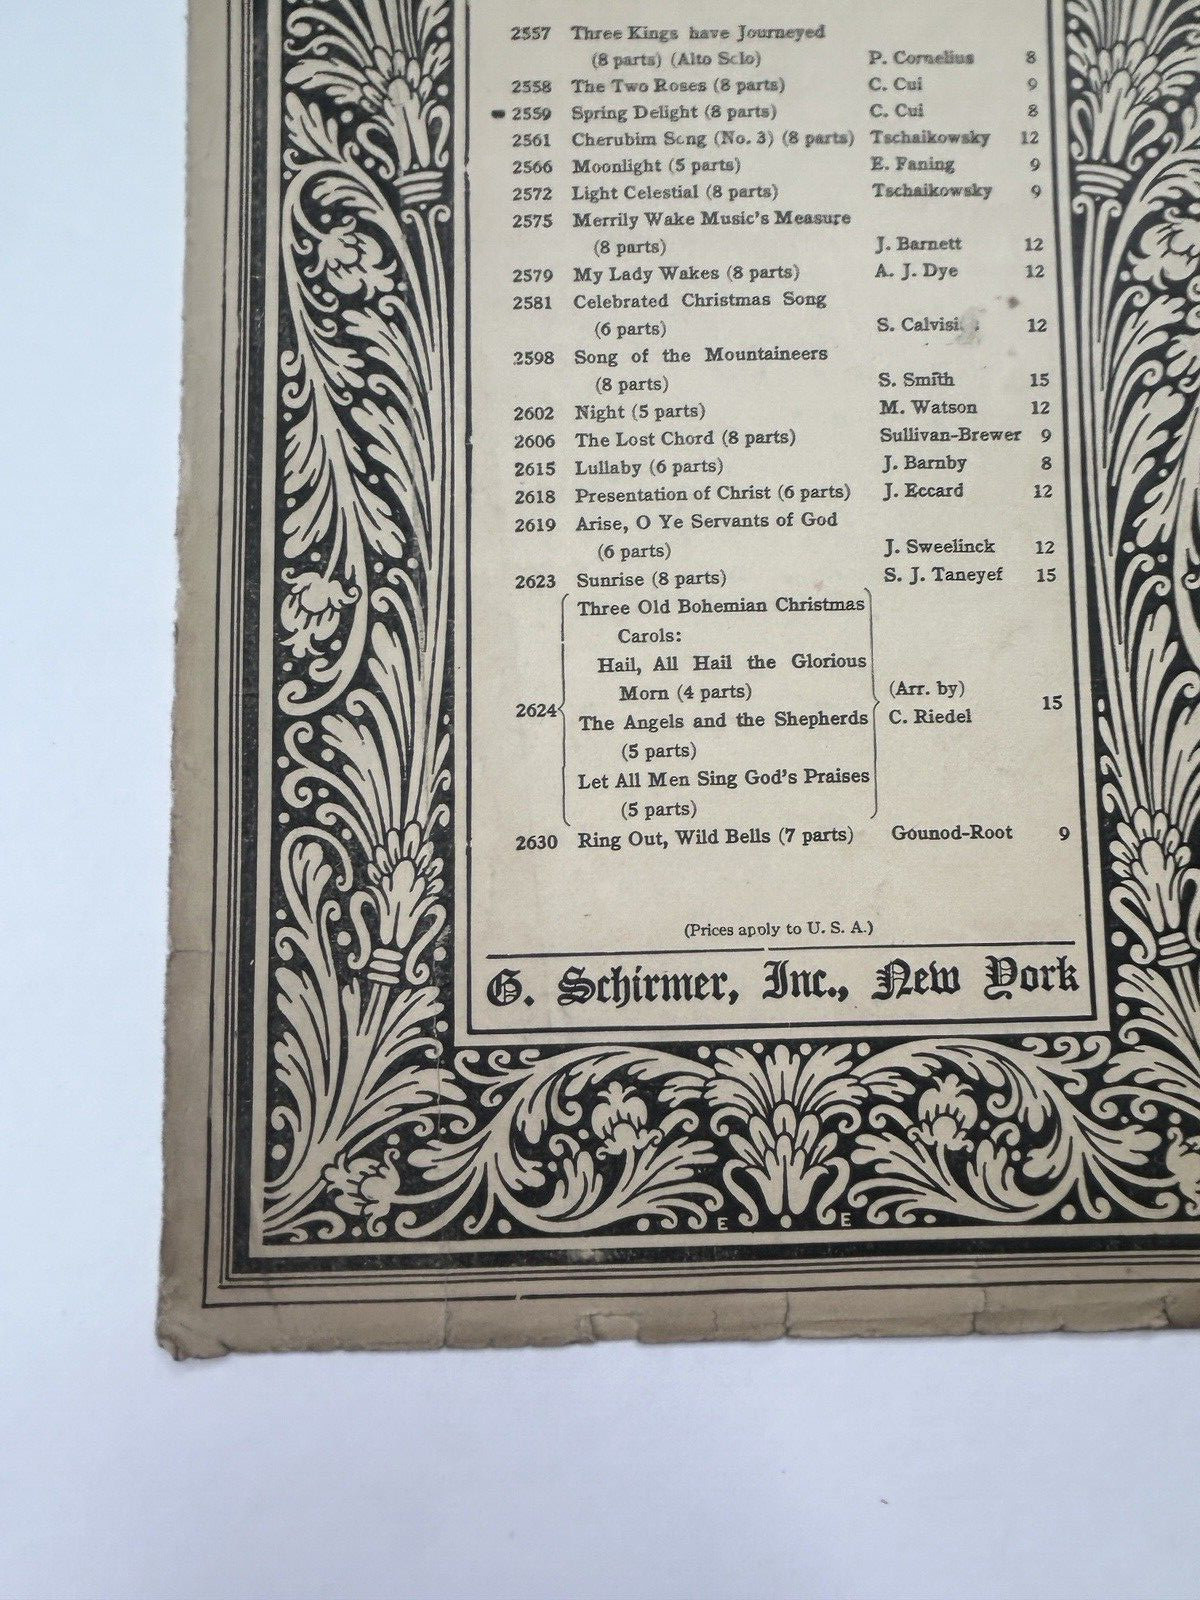 2557 Three Kings have Journeyed
(8 parts) (Alto Solo) P. Cornelius 8
2558 The Two Roses (8 parts) C. Cui 9
2559 Spring Delight (8 parts) C. Cui 8
2561 Cherubim Song (No. 3) (8 parts) Tschaikowsky 12
2566 Moonlight (5 parts) E. Faning 9
2572 Light Celestial (8 parts) Tschaikowsky 9
2575 Merrily Wake Music's Measure
(8 parts) J. Barnett 12
2579 My Lady Wakes (8 parts) A. J. Dye 12
2581 Celebrated Christmas Song
(6 parts) S. 12
2598 Song of the Mountaineers
(8 parts) S. Smith 15
2602 Night (5 parts) M. Watson 12
2606 The Lost Chord (8 parts) Sullivan-Brewer 9
2615 Lullaby (6 parts) J. Barnby 8
2618 Presentation of Christ (6 parts) J. Eccard 12
2619 Arise, O Ye Servants of God
(6 parts) J. Sweelinck 12
2623 Sunrise (8 parts) S. J. Taneyef 15
Three Old Bohemian Christmas
Carols:
Hail, All Hail the Glorious
Morn (4 parts) (Arr. by)
2624 The Angels and the Shepherds C. Riedel 15
(5 parts)
Let All Men Sing God's Praises
(5 parts)
2630 Ring Out, Wild Bells (7 parts) Gounod-Root 9
(Prices apply to U. S. A.)
G. Schirmer, Inc., New York
E E